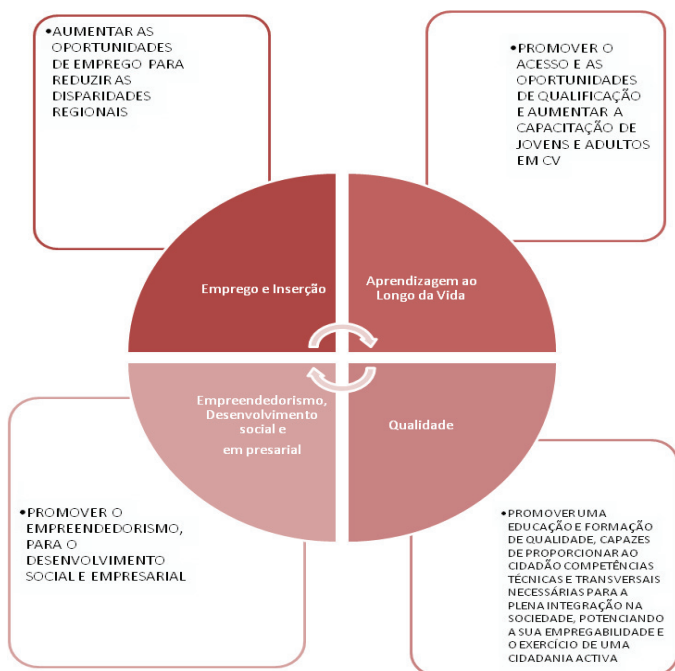 •AUMENTAR AS
OPORTUNIDADES
DE EMPREGO PARA
REDUZIR AS
DISPARIDADES
REGIONAIS
•PROMOVER O
ACESSO E AS
OPORTUNIDADES
DE QUALIFICAÇÃO
E AUMENTAR A
CAPACITAÇÃO DE
JOVENS E ADULTOS
EM CV
Emprego e Inserção
Aprendizagem ao
Longo da Vida
Empreendedorismo,
Desenvolvimento
social e
em presarial
Qualidade
•PROMOVER O
EMPREENDEDORISMO,
PARA O
DESENVOLVIMENTO
SOCIAL E EMPRESARIAL
•PROMOVER UMA
EDUCAÇÃO E FORMAÇÃO
DE QUALIDADE, CAPAZES
DE PROPORCIONAR AO
CIDADÃO COMPETÊNCIAS
TÉCNICAS E TRANSVERSAIS
NECESSÁRIAS PARA A
PLENA INTEGRAÇÃO NA
SOCIEDADE, POTENCIANDO
A SUA EMPREGABILIDADE E
O EXERCÍCIO DE UMA
CIDADANIA ACTIVA